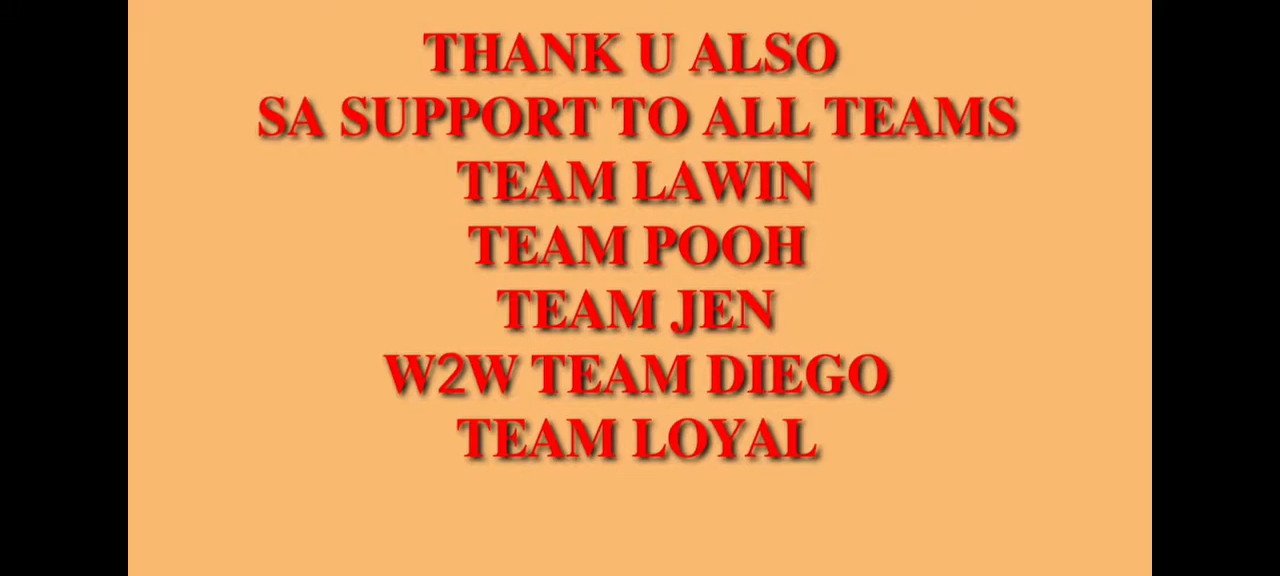 THANK U ALSO
SA SUPPORT TO ALL TEAMS
TEAM LAWIN
TEAM POOH
TEAM JEN
W2W TEAM DIEGO
TEAM LOYAL